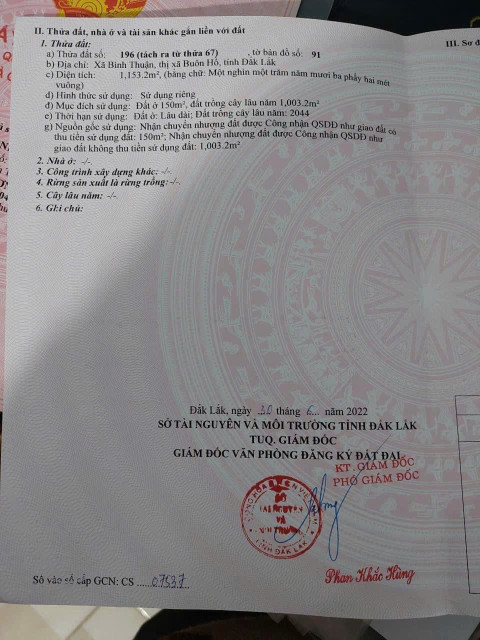 II. Thửa đất, nhà ở và tài sản khác gắn liền với đất
III. Sơ đ
1. Thửa đất:
a) Thửa đất số: 196 (tách ra từ thửa 67) , tờ bản đồ số: 91
b) Địa chỉ: Xã Bình Thuận, thị xã Buôn Hồ, tỉnh Đắk Lắk
c) Diện tích: 1,153.2m², (bằng chữ: Một nghìn một trăm năm mươi ba phẩy hai mét
vuông)
d) Hình thức sử dụng: Sử dụng riêng
đ) Mục đích sử dụng: Đất ở 150m², đất trồng cây lâu năm 1,003.2m²
e) Thời hạn sử dụng: Đất ở: Lâu dài; Đất trồng cây lâu năm: 2044
g) Nguồn gốc sử dụng: Nhận chuyển nhượng đất được Công nhận QSDĐ như giao đất có
thu tiền sử dụng đất: 150m²; Nhận chuyển nhượng đất được Công nhận QSDĐ như
giao đất không thu tiền sử dụng đất: 1,003.2m²
2. Nhà ở: -/-.
3. Công trình xây dựng khác: -/-.
4. Rừng sản xuất là rừng trồng: -/-.
5. Cây lâu năm: -/-.
6. Ghi chú:
Đắk Lắk, ngày 30 tháng 6 năm 2022
SỞ TÀI NGUYÊN VÀ MÔI TRƯỜNG TỈNH ĐẮK LẮK
TUQ. GIÁM ĐỐC
GIÁM ĐỐC VĂN PHÒNG ĐĂNG KÝ ĐẤT ĐAI
KT. GIÁM ĐỐC
PHÓ GIÁM ĐỐC
SỞ
TÀI NGUYÊN
VÀ
MÔI TRƯỜNG
TỈNH ĐẮK LẮK
Phan Khắc Hùng
Số vào sổ cấp GCN: CS 07537